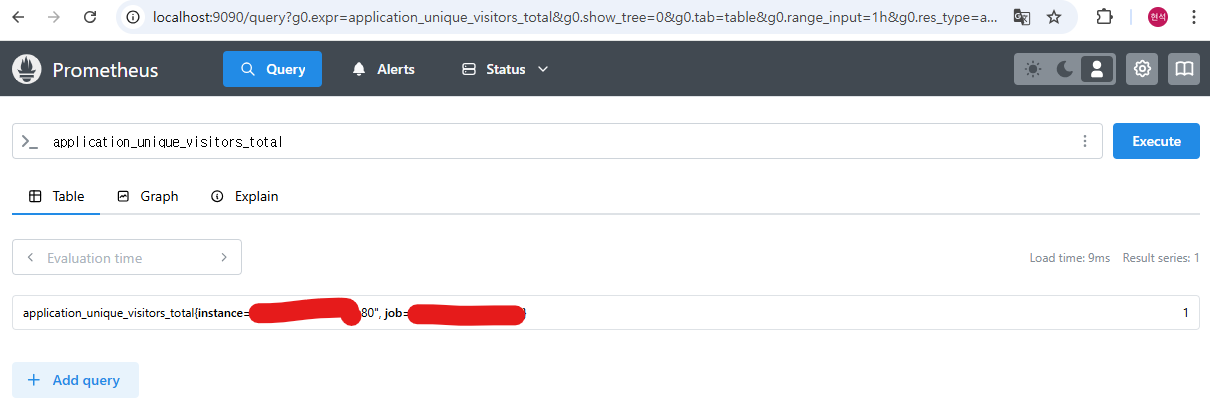 localhost:9090/query?g0.expr=application_unique_visitors_total&g0.show_tree=0&g0.tab=table&g0.range_input=1h&g0.res_type=a...
현석
Prometheus Query Alerts Status
application_unique_visitors_total
Execute
Table Graph Explain
Evaluation time
Load time: 9ms Result series: 1
application_unique_visitors_total{instance= 80", job= } 1
Add query